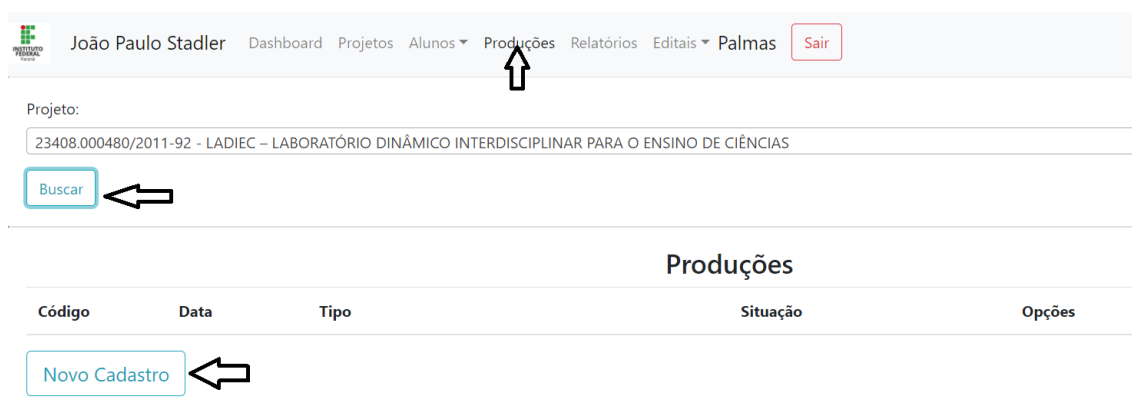 INSTITUTO
FEDERAL
Paraná
João Paulo Stadler Dashboard Projetos Alunos Produções Relatórios Editais Palmas Sair
Projeto:
23408.000480/2011-92 - LADIEC – LABORATÓRIO DINÂMICO INTERDISCIPLINAR PARA O ENSINO DE CIÊNCIAS
Buscar
Produções
Código Data Tipo Situação Opções
Novo Cadastro